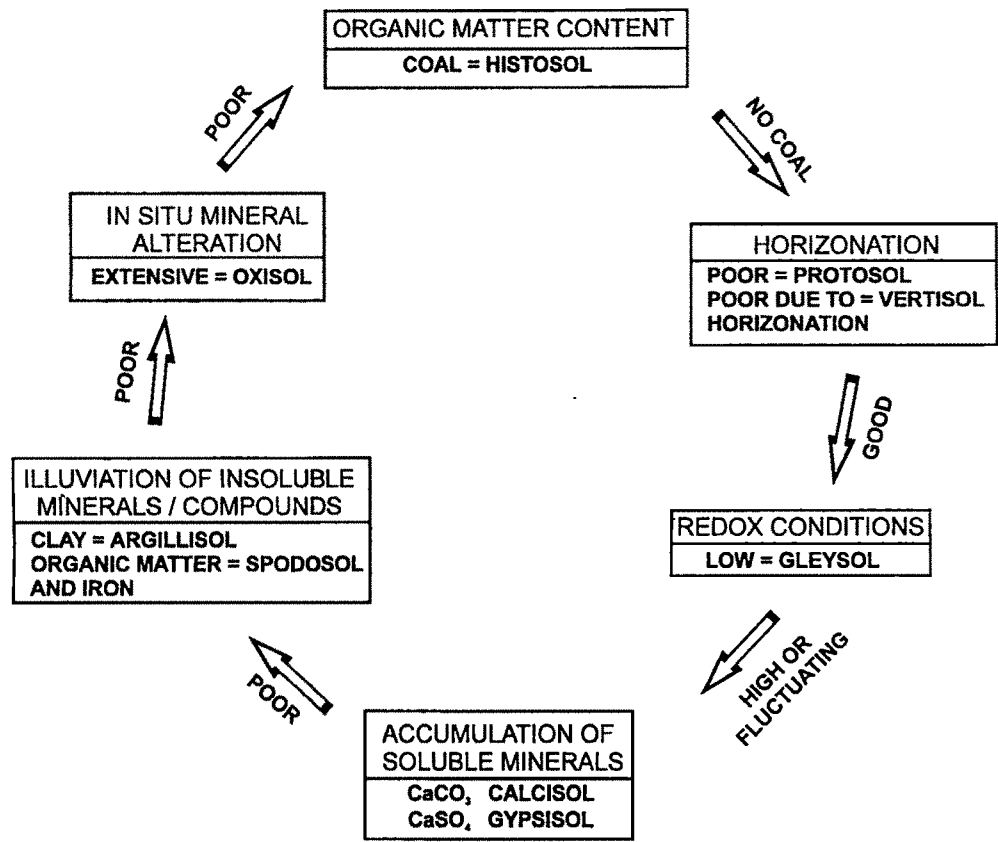 ORGANIC MATTER CONTENT
COAL = HISTOSOL
NO COAL
HORIZONATION
POOR = PROTOSOL
POOR DUE TO = VERTISOL
HORIZONATION
GOOD
REDOX CONDITIONS
LOW = GLEYSOL
HIGH OR
FLUCTUATING
ACCUMULATION OF
SOLUBLE MINERALS
CaCO₃ CALCISOL
CaSO₄ GYPSISOL
POOR
ILLUVIATION OF INSOLUBLE
MINERALS / COMPOUNDS
CLAY = ARGILLISOL
ORGANIC MATTER = SPODOSOL
AND IRON
POOR
IN SITU MINERAL
ALTERATION
EXTENSIVE = OXISOL
POOR